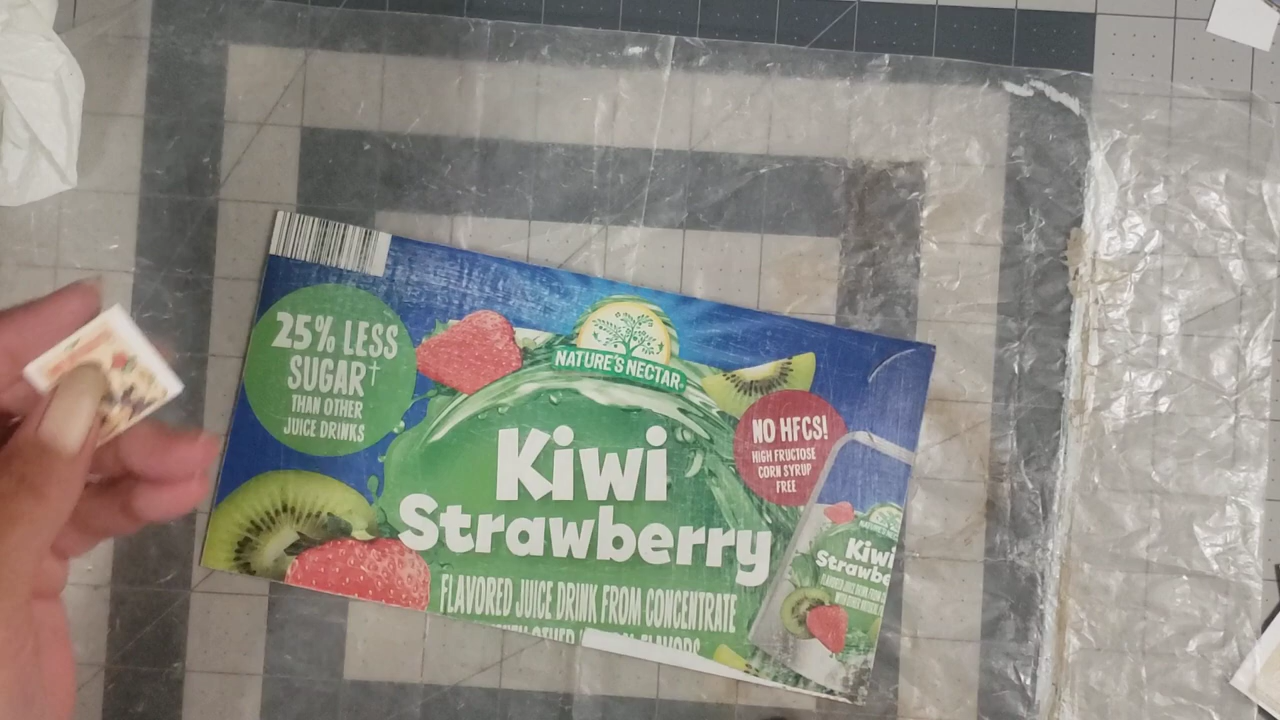 25% LESS
SUGAR†
THAN OTHER
JUICE DRINKS
NATURE'S NECTAR
NO HFCS!
HIGH FRUCTOSE
CORN SYRUP
FREE
Kiwi
Strawberry
FLAVORED JUICE DRINK FROM CONCENTRATE
Kiwi
Strawbe